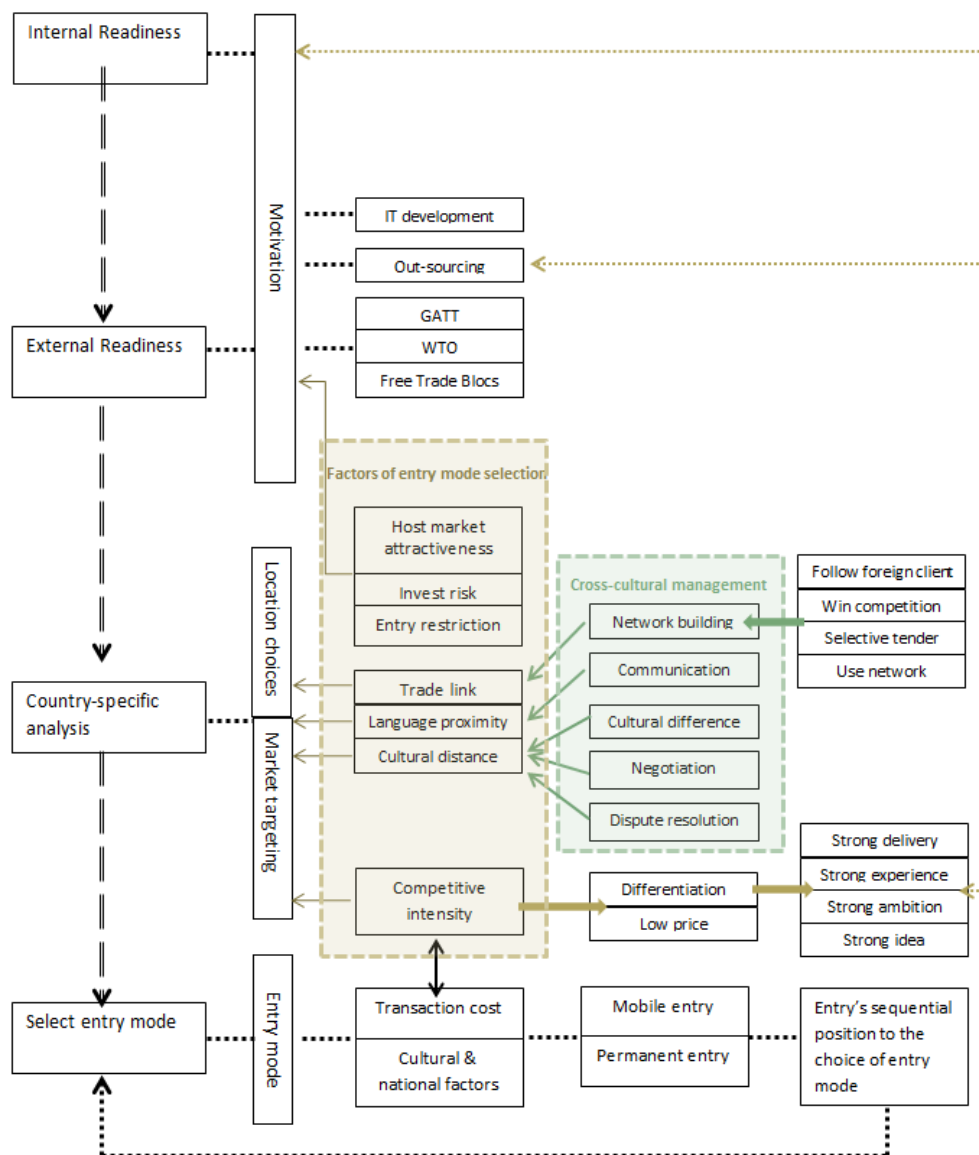 Internal Readiness
Motivation
IT development
Out-sourcing
GATT
External Readiness
WTO
Free Trade Blocs
Factors of entry mode selection
Host market
attractiveness
Invest risk
Entry restriction
Location choices
Cross-cultural management
Network building
Communication
Cultural difference
Negotiation
Dispute resolution
Follow foreign client
Win competition
Selective tender
Use network
Country-specific
analysis
Trade link
Language proximity
Cultural distance
Market targeting
Competitive
intensity
Differentiation
Low price
Strong delivery
Strong experience
Strong ambition
Strong idea
Select entry mode
Entry mode
Transaction cost
Cultural &
national factors
Mobile entry
Permanent entry
Entry's sequential
position to the
choice of entry
mode